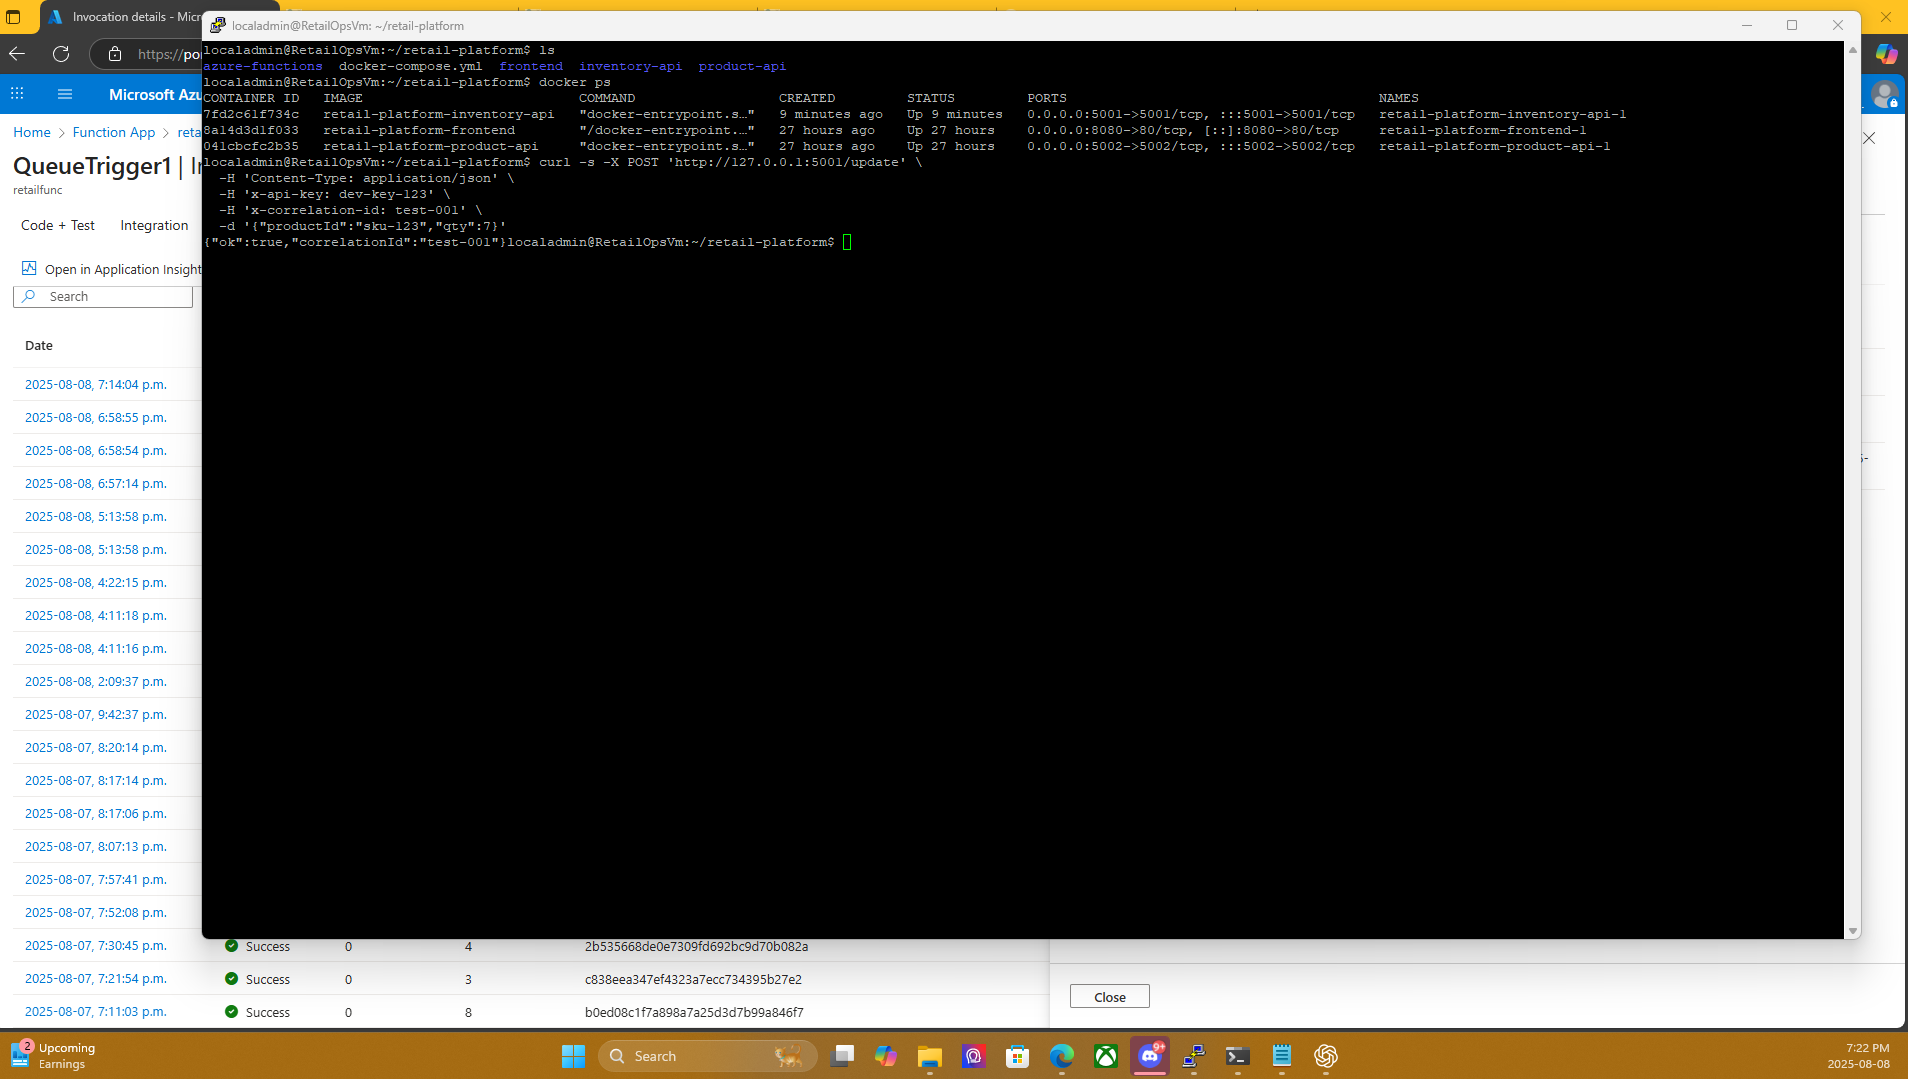 Invocation details - Micr
localadmin@RetailOpsVm: ~/retail-platform
https://po
Microsoft Azu
Home > Function App > reta
QueueTrigger1 | I
retailfunc
Code + Test Integration
Open in Application Insight
Search
Date
2025-08-08, 7:14:04 p.m.
2025-08-08, 6:58:55 p.m.
2025-08-08, 6:58:54 p.m.
2025-08-08, 6:57:14 p.m.
2025-08-08, 5:13:58 p.m.
2025-08-08, 5:13:58 p.m.
2025-08-08, 4:22:15 p.m.
2025-08-08, 4:11:18 p.m.
2025-08-08, 4:11:16 p.m.
2025-08-08, 2:09:37 p.m.
2025-08-07, 9:42:37 p.m.
2025-08-07, 8:20:14 p.m.
2025-08-07, 8:17:14 p.m.
2025-08-07, 8:17:06 p.m.
2025-08-07, 8:07:13 p.m.
2025-08-07, 7:57:41 p.m.
2025-08-07, 7:52:08 p.m.
2025-08-07, 7:30:45 p.m. Success 0 4 2b535668de0e7309fd692bc9d70b082a
2025-08-07, 7:21:54 p.m. Success 0 3 c838eea347ef4323a7ecc734395b27e2
2025-08-07, 7:11:03 p.m. Success 0 8 b0ed08c1f7a898a7a25d3d7b99a846f7
localadmin@RetailOpsVm:~/retail-platform$ ls
azure-functions docker-compose.yml frontend inventory-api product-api
localadmin@RetailOpsVm:~/retail-platform$ docker ps
CONTAINER ID IMAGE COMMAND CREATED STATUS PORTS NAMES
7fd2c61f734c retail-platform-inventory-api "docker-entrypoint.s…" 9 minutes ago Up 9 minutes 0.0.0.0:5001->5001/tcp, :::5001->5001/tcp retail-platform-inventory-api-1
8a14d3d1f033 retail-platform-frontend "/docker-entrypoint.…" 27 hours ago Up 27 hours 0.0.0.0:8080->80/tcp, [::]:8080->80/tcp retail-platform-frontend-1
041cbcfc2b35 retail-platform-product-api "docker-entrypoint.s…" 27 hours ago Up 27 hours 0.0.0.0:5002->5002/tcp, :::5002->5002/tcp retail-platform-product-api-1
localadmin@RetailOpsVm:~/retail-platform$ curl -s -X POST 'http://127.0.0.1:5001/update' \
-H 'Content-Type: application/json' \
-H 'x-api-key: dev-key-123' \
-H 'x-correlation-id: test-001' \
-d '{"productId":"sku-123","qty":7}'
{"ok":true,"correlationId":"test-001"}localadmin@RetailOpsVm:~/retail-platform$
Close
2
Upcoming
Earnings
Search
9+
7:22 PM
2025-08-08